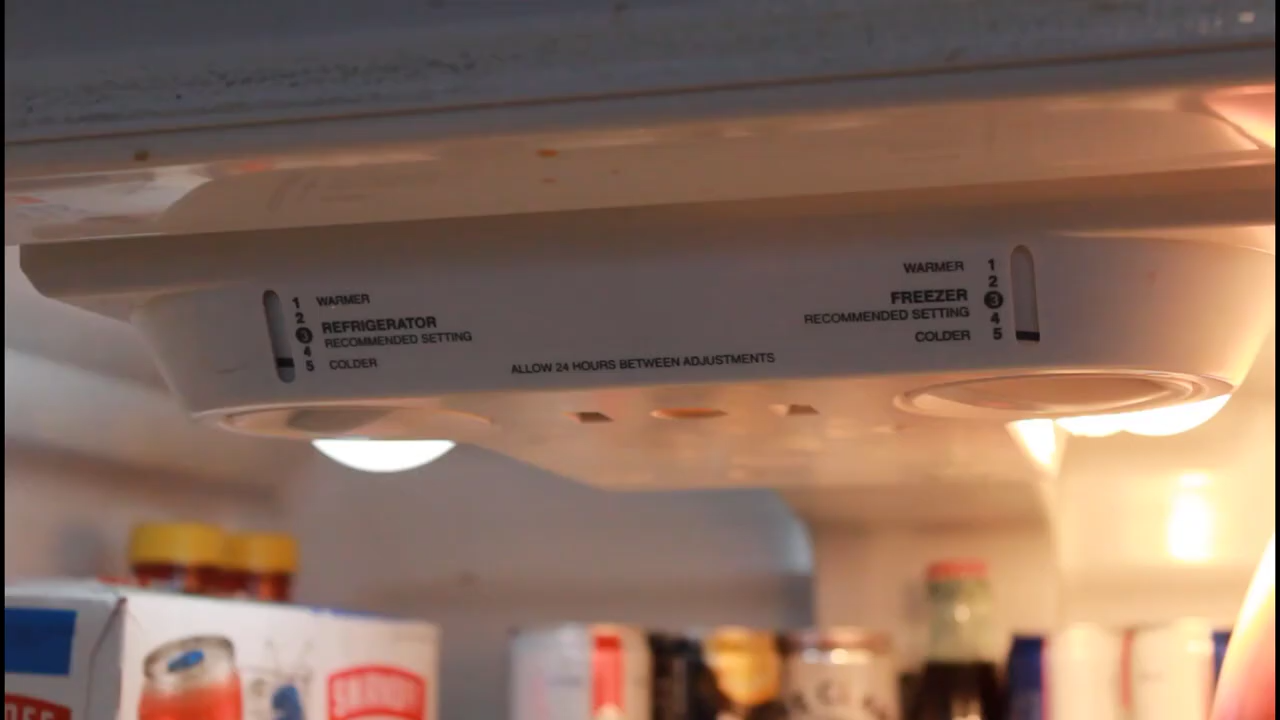 1 WARMER
2
3 REFRIGERATOR
RECOMMENDED SETTING
4
5 COLDER
ALLOW 24 HOURS BETWEEN ADJUSTMENTS
WARMER 1
2
FREEZER 3
RECOMMENDED SETTING 4
COLDER 5